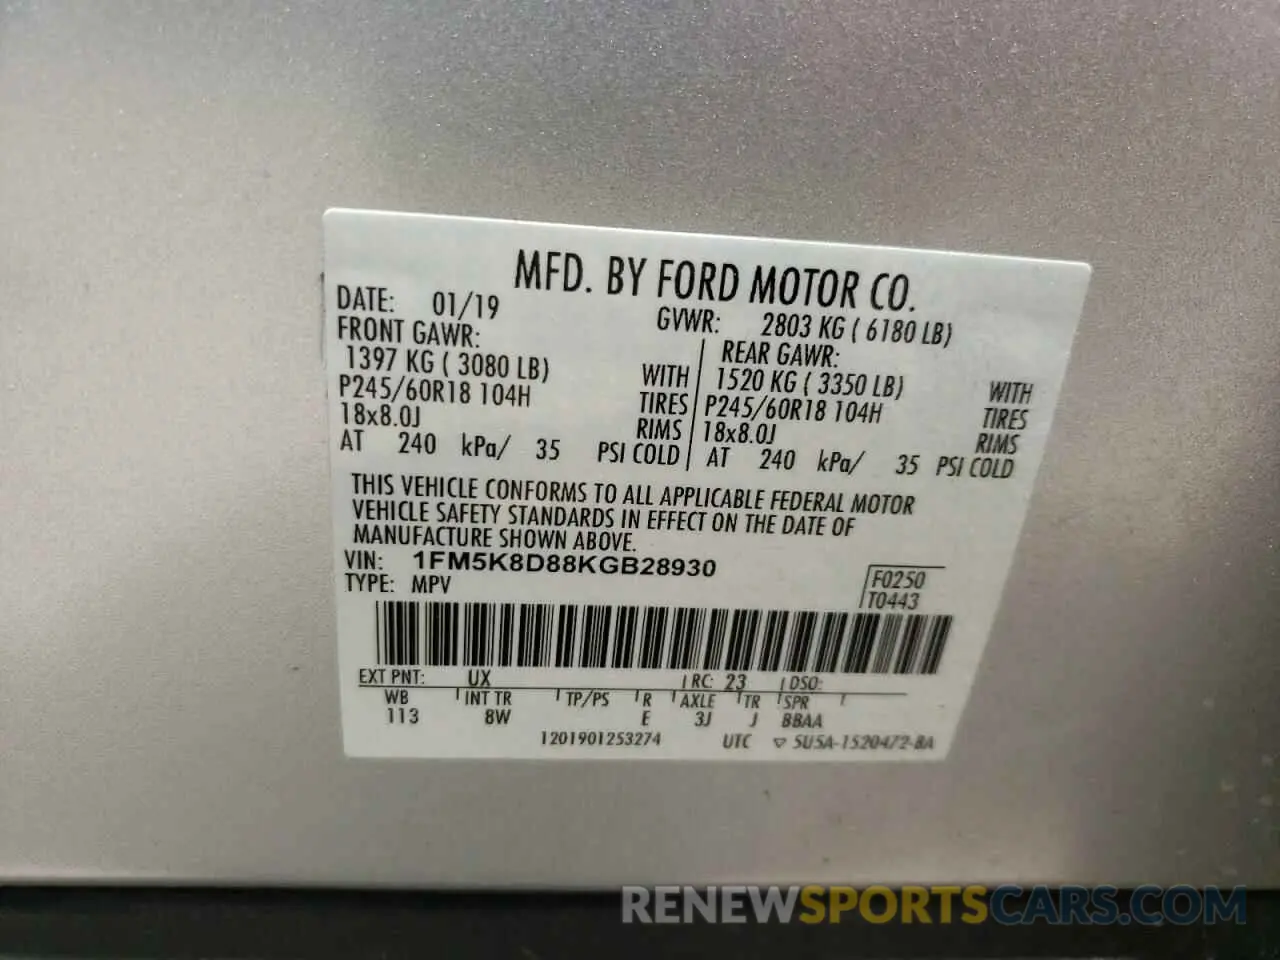 MFD. BY FORD MOTOR CO.
DATE: 01/19
GVWR: 2803 KG ( 6180 LB)
FRONT GAWR:
1397 KG ( 3080 LB) WITH
P245/60R18 104H TIRES
18x8.0J RIMS
AT 240 kPa/ 35 PSI COLD
REAR GAWR:
1520 KG ( 3350 LB) WITH
P245/60R18 104H TIRES
18x8.0J RIMS
AT 240 kPa/ 35 PSI COLD
THIS VEHICLE CONFORMS TO ALL APPLICABLE FEDERAL MOTOR
VEHICLE SAFETY STANDARDS IN EFFECT ON THE DATE OF
MANUFACTURE SHOWN ABOVE.
VIN: 1FM5K8D88KGB28930
TYPE: MPV
F0250
T0443
EXT PNT: UX RC: 23 DSO:
WB INT TR TP/PS R AXLE TR SPR
113 8W E 3J J BBAA
1201901253274 UTC ▽ 5U5A-1520472-BA
RENEWSPORTSCARS.COM